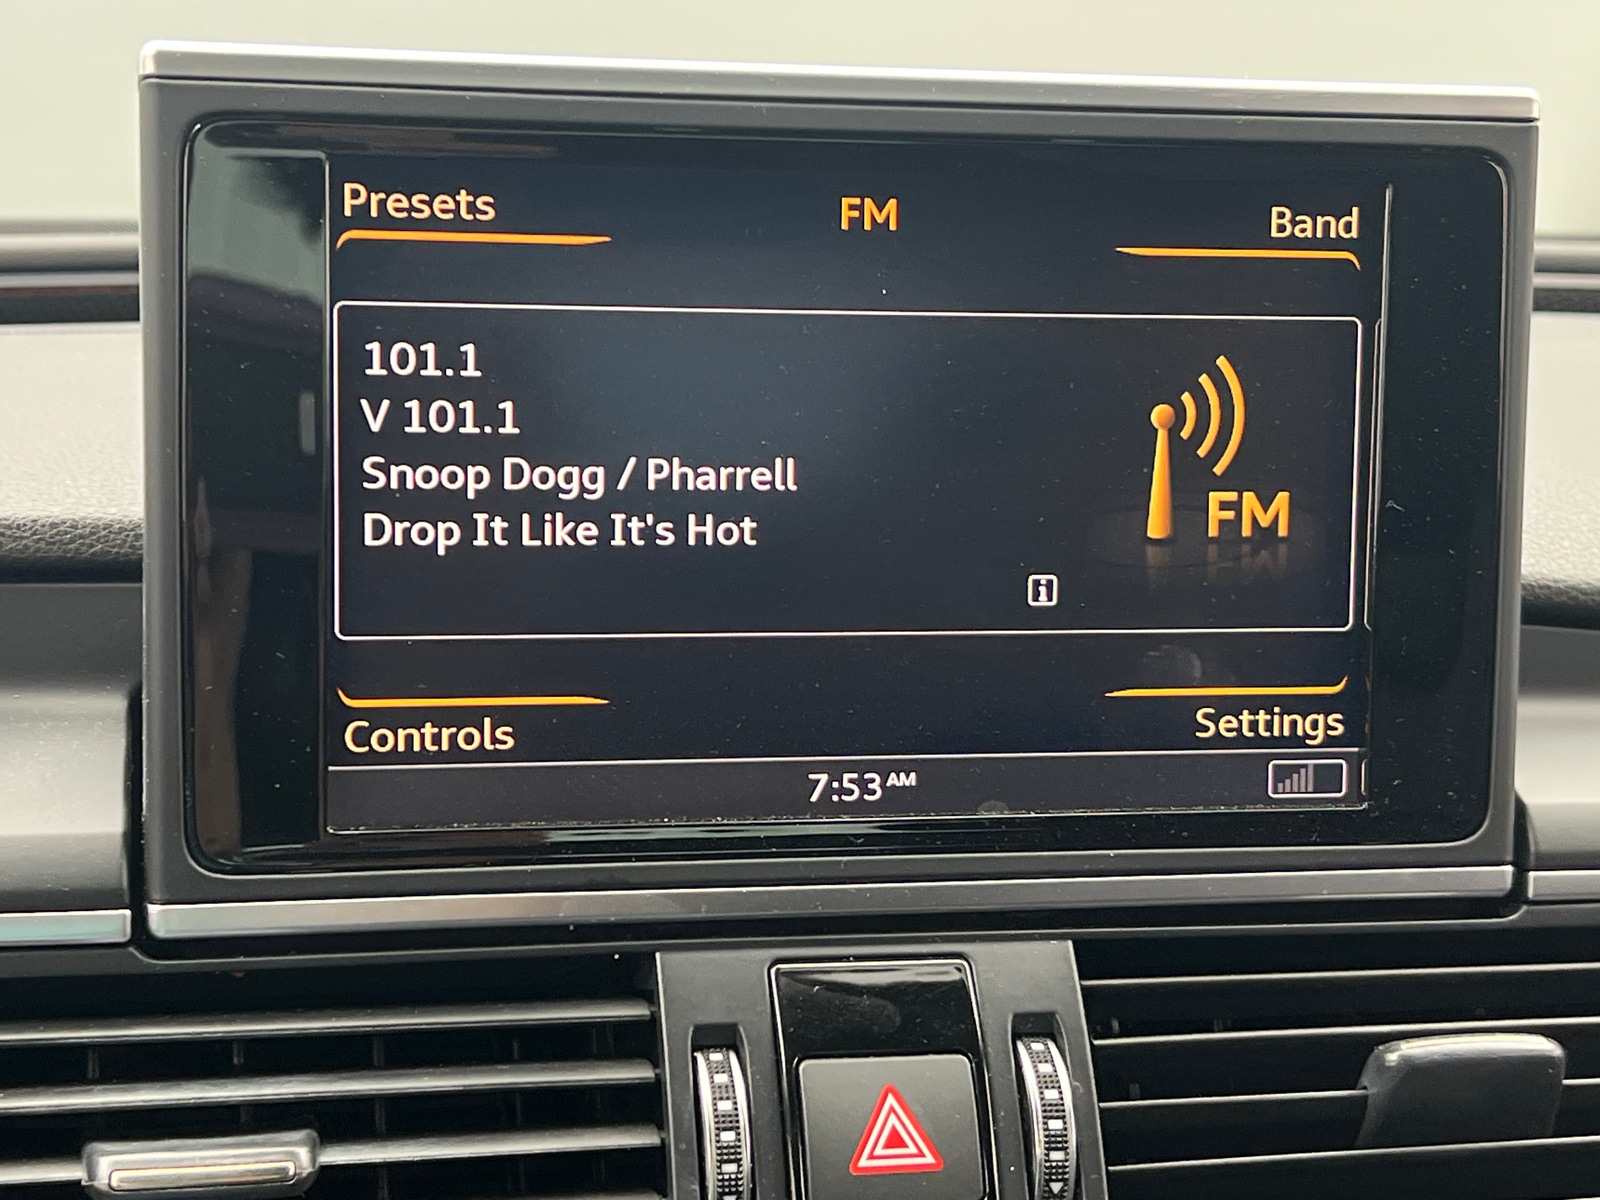 Presets
FM
Band
101.1
V 101.1
Snoop Dogg / Pharrell
Drop It Like It's Hot
FM
i
Controls
Settings
7:53 AM